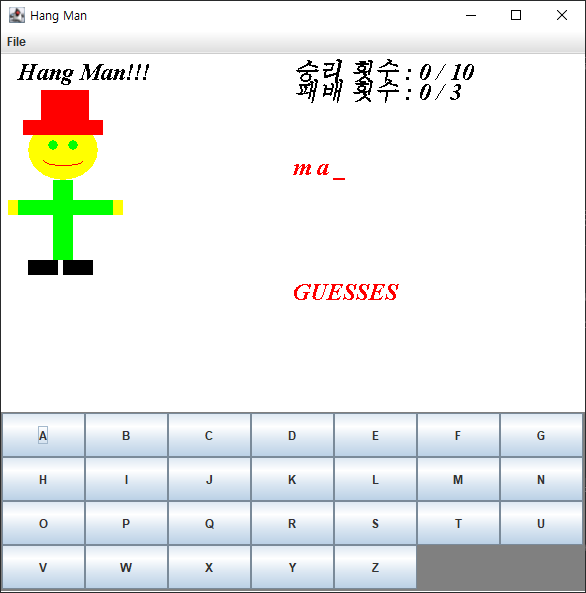 Hang Man
File
Hang Man!!!
승리 횟수 : 0 / 10
패배 횟수 : 0 / 3
m a _
GUESSES
A B C D E F G
H I J K L M N
O P Q R S T U
V W X Y Z